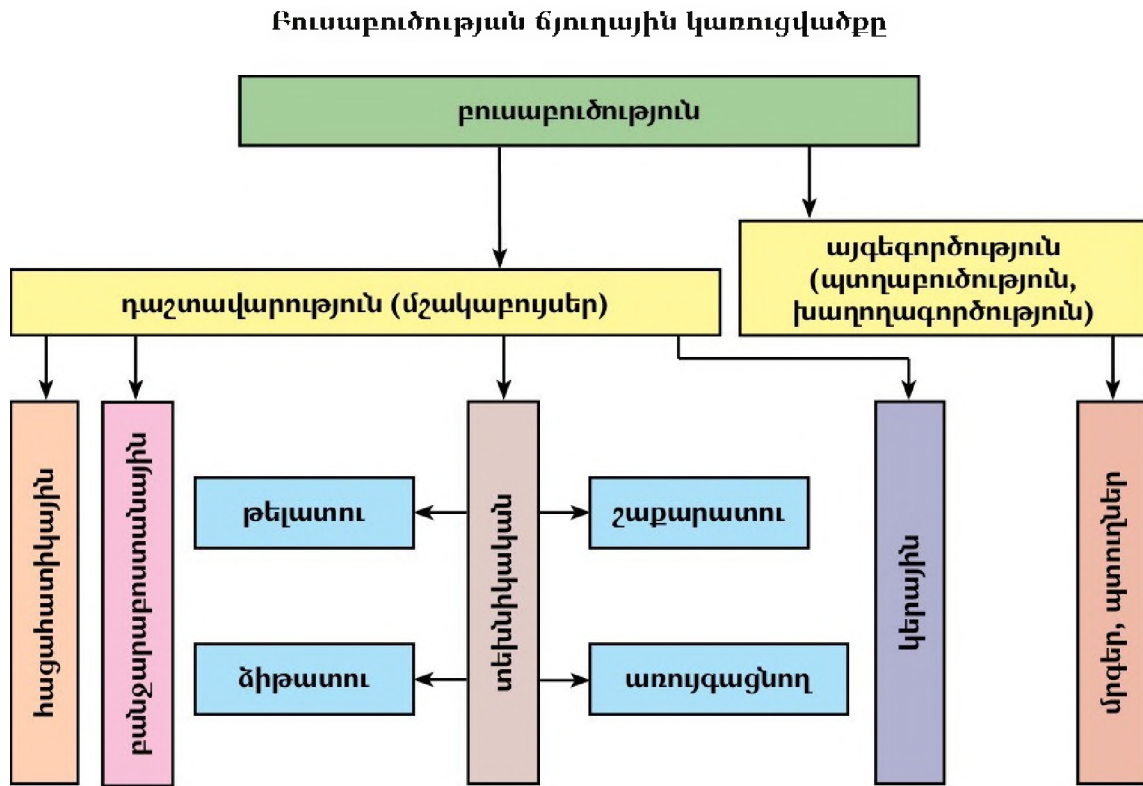 Բուսաբուծության ճյուղային կառուցվածքը
բուսաբուծություն
այգեգործություն
(պտղաբուծություն,
խաղողագործություն)
դաշտավարություն (մշակաբույսեր)
հացահատիկային
բանջարաբոստանային
թելատու
ձիթատու
տեխնիկական
շաքարատու
առույգացնող
կերային
մրգեր, պտուղներ